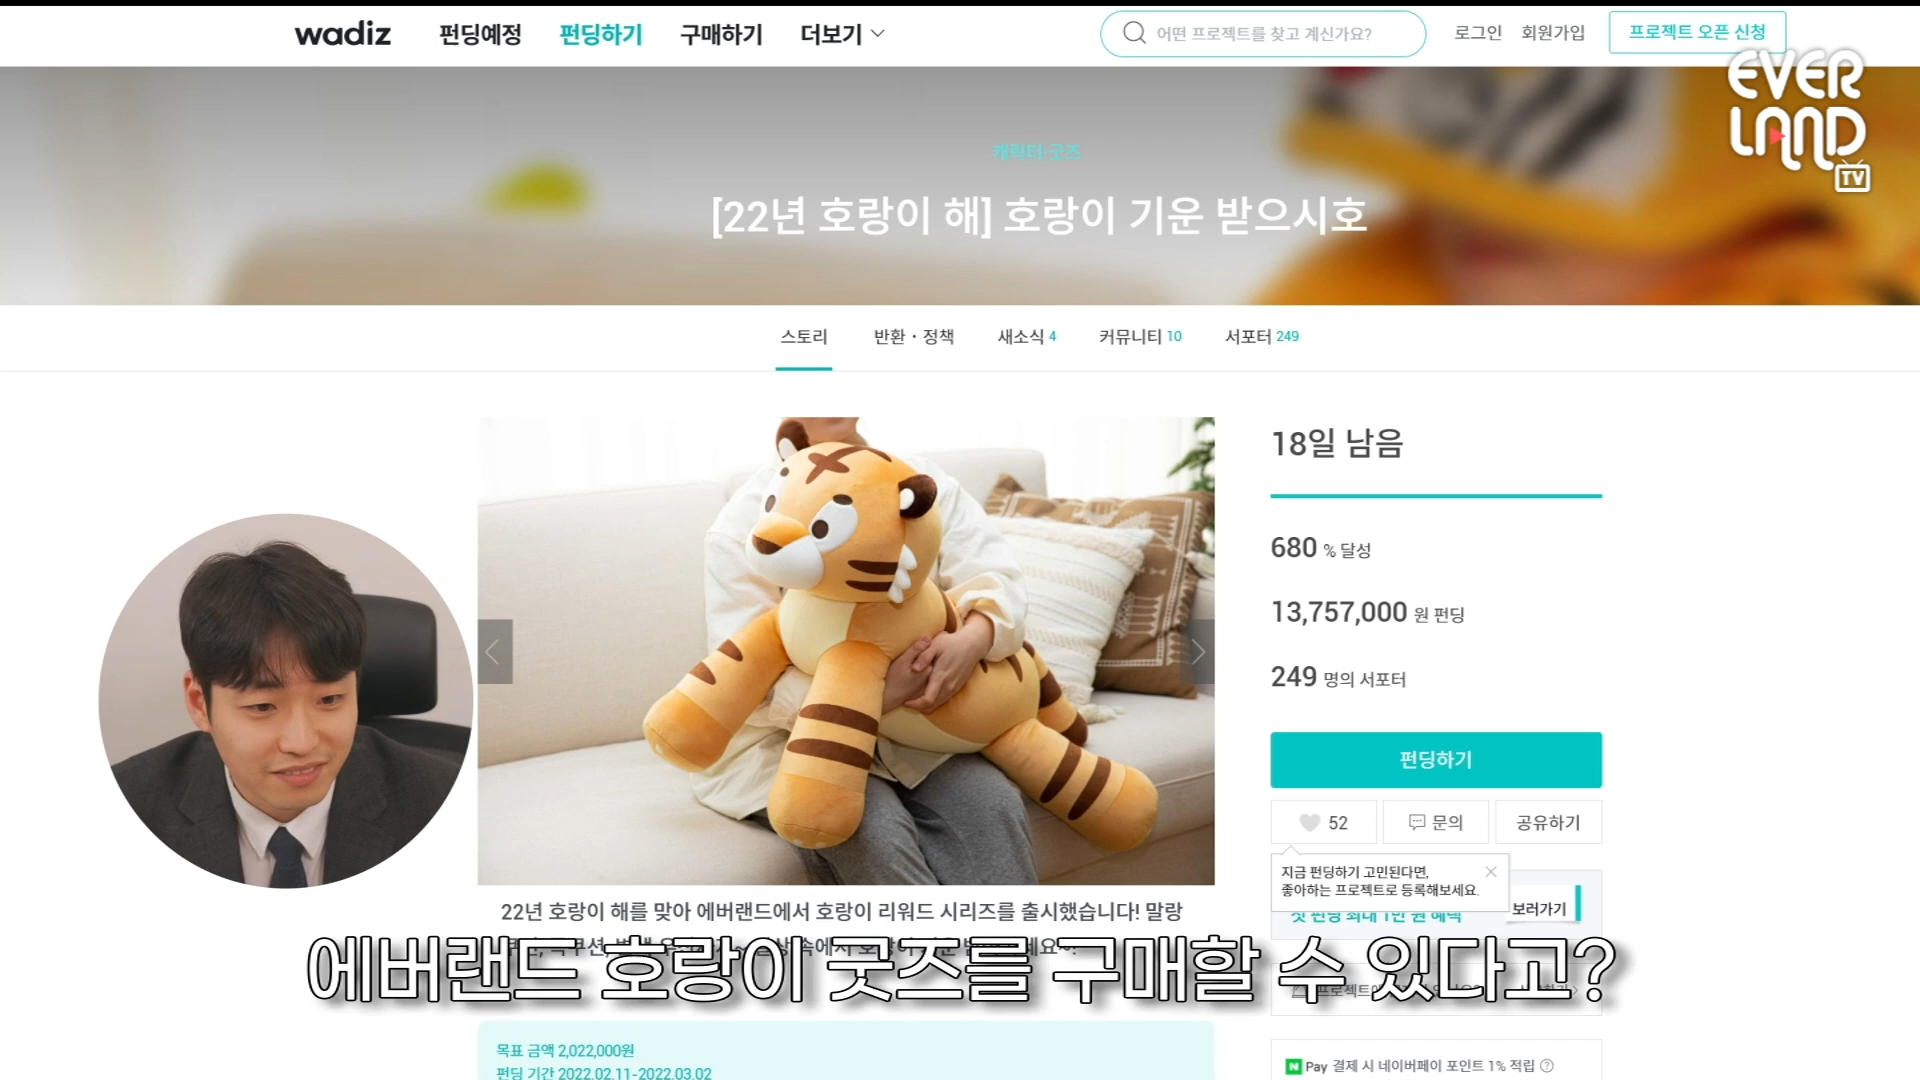 wadiz 펀딩예정 펀딩하기 구매하기 더보기 어떤 프로젝트를 찾고 계신가요? 로그인 회원가입 프로젝트 오픈 신청
EVER
LAND
TV
캐릭터·굿즈
[22년 호랑이 해] 호랑이 기운 받으시호
스토리 반환·정책 새소식 4 커뮤니티 10 서포터 249
18일 남음
680 % 달성
13,757,000 원 펀딩
249 명의 서포터
펀딩하기
52 문의 공유하기
지금 펀딩하기 고민된다면,
좋아하는 프로젝트로 등록해보세요.
첫 펀딩 최대 1만 원 혜택 보러가기
22년 호랑이 해를 맞아 에버랜드에서 호랑이 리워드 시리즈를 출시했습니다! 말랑
에버랜드 호랑이 굿즈를 구매할 수 있다고?
목표 금액 2,022,000원
펀딩 기간 2022.02.11-2022.03.02
N Pay 결제 시 네이버페이 포인트 1% 적립